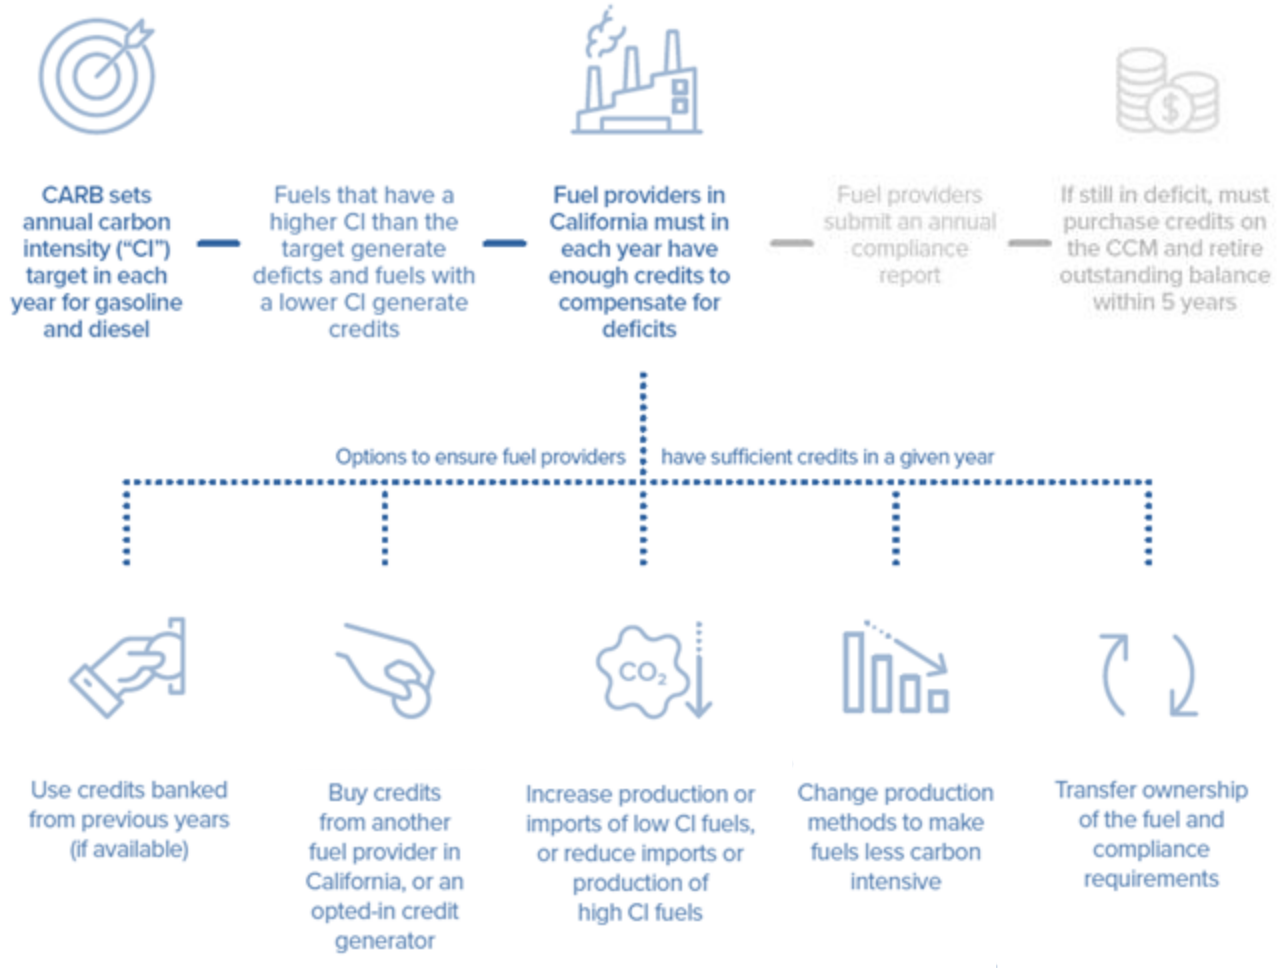 CARB sets
annual carbon
intensity (“CI”)
target in each
year for gasoline
and diesel
Fuels that have a
higher CI than the
target generate
deficts and fuels with
a lower CI generate
credits
Fuel providers in
California must in
each year have
enough credits to
compensate for
deficits
Fuel providers
submit an annual
compliance
report
If still in deficit, must
purchase credits on
the CCM and retire
outstanding balance
within 5 years
$
Options to ensure fuel providers have sufficient credits in a given year
CO₂
Use credits banked
from previous years
(if available)
Buy credits
from another
fuel provider in
California, or an
opted-in credit
generator
Increase production or
imports of low CI fuels,
or reduce imports or
production of
high CI fuels
Change production
methods to make
fuels less carbon
intensive
Transfer ownership
of the fuel and
compliance
requirements